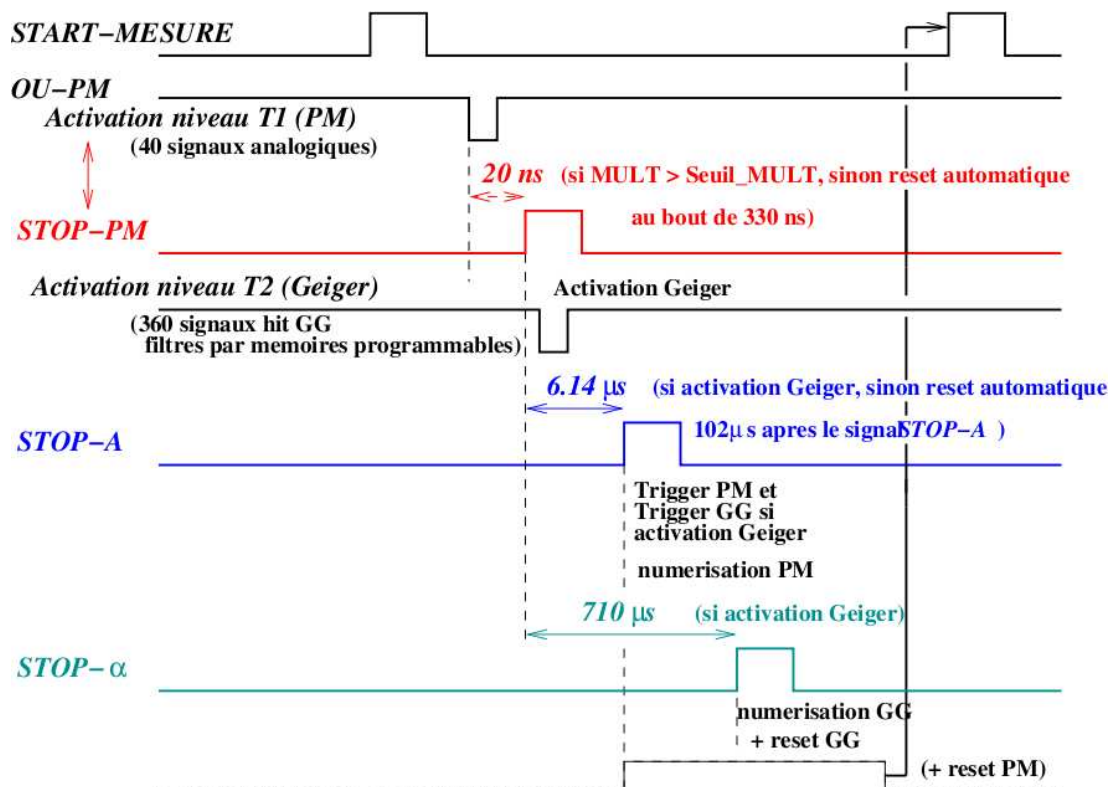 START–MESURE
OU–PM
Activation niveau T1 (PM)
(40 signaux analogiques)
20 ns (si MULT > Seuil_MULT, sinon reset automatique
au bout de 330 ns)
STOP–PM
Activation niveau T2 (Geiger)
Activation Geiger
(360 signaux hit GG
filtres par memoires programmables)
6.14 μs (si activation Geiger, sinon reset automatique
102μs apres le signal STOP–A )
STOP–A
Trigger PM et
Trigger GG si
activation Geiger
numerisation PM
710 μs (si activation Geiger)
STOP– α
numerisation GG
+ reset GG
(+ reset PM)